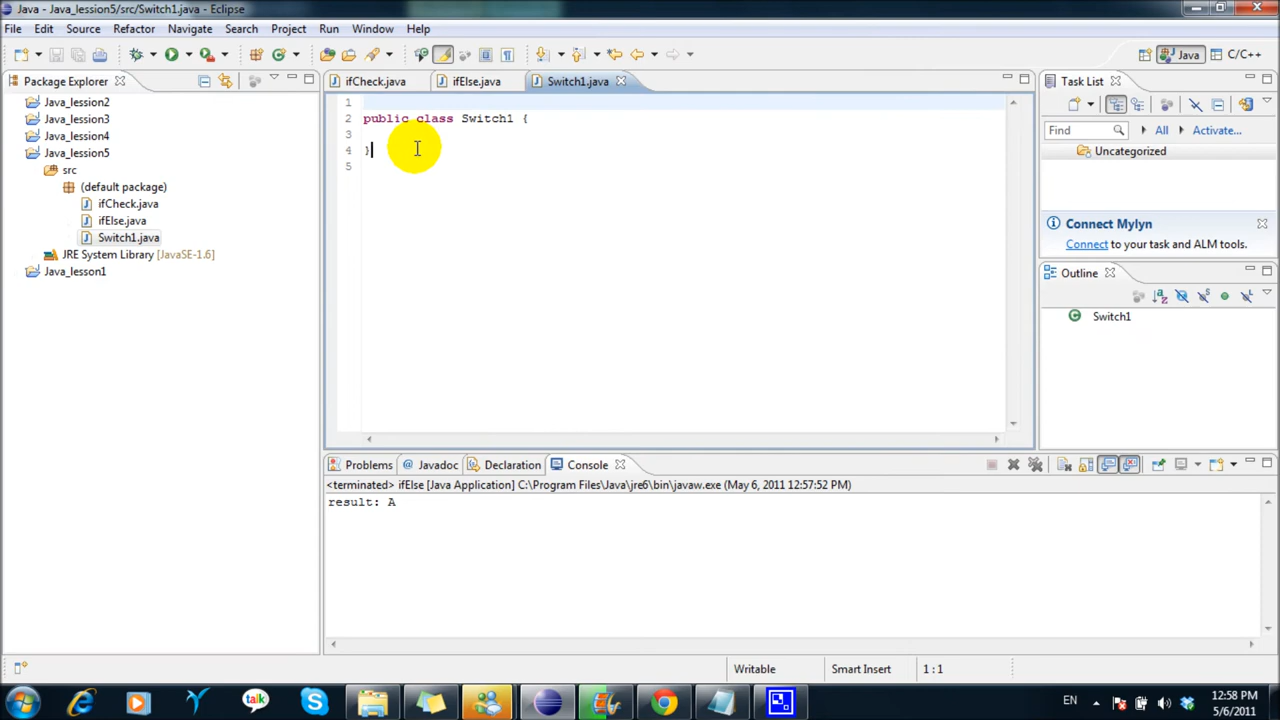 Java - Java_lession5/src/Switch1.java - Eclipse
File Edit Source Refactor Navigate Search Project Run Window Help
Java C/C++
Package Explorer
ifCheck.java ifElse.java Switch1.java
Task List
Java_lession2
Java_lession3
Java_lession4
Java_lession5
src
(default package)
ifCheck.java
ifElse.java
Switch1.java
JRE System Library [JavaSE-1.6]
Java_lesson1
1
2 public class Switch1 {
3
4 }
5
Find All Activate...
Uncategorized
Connect Mylyn
Connect to your task and ALM tools.
Outline
Switch1
Problems @ Javadoc Declaration Console
<terminated> ifElse [Java Application] C:\Program Files\Java\jre6\bin\javaw.exe (May 6, 2011 12:57:52 PM)
result: A
Writable Smart Insert 1 : 1
talk
EN
12:58 PM
5/6/2011